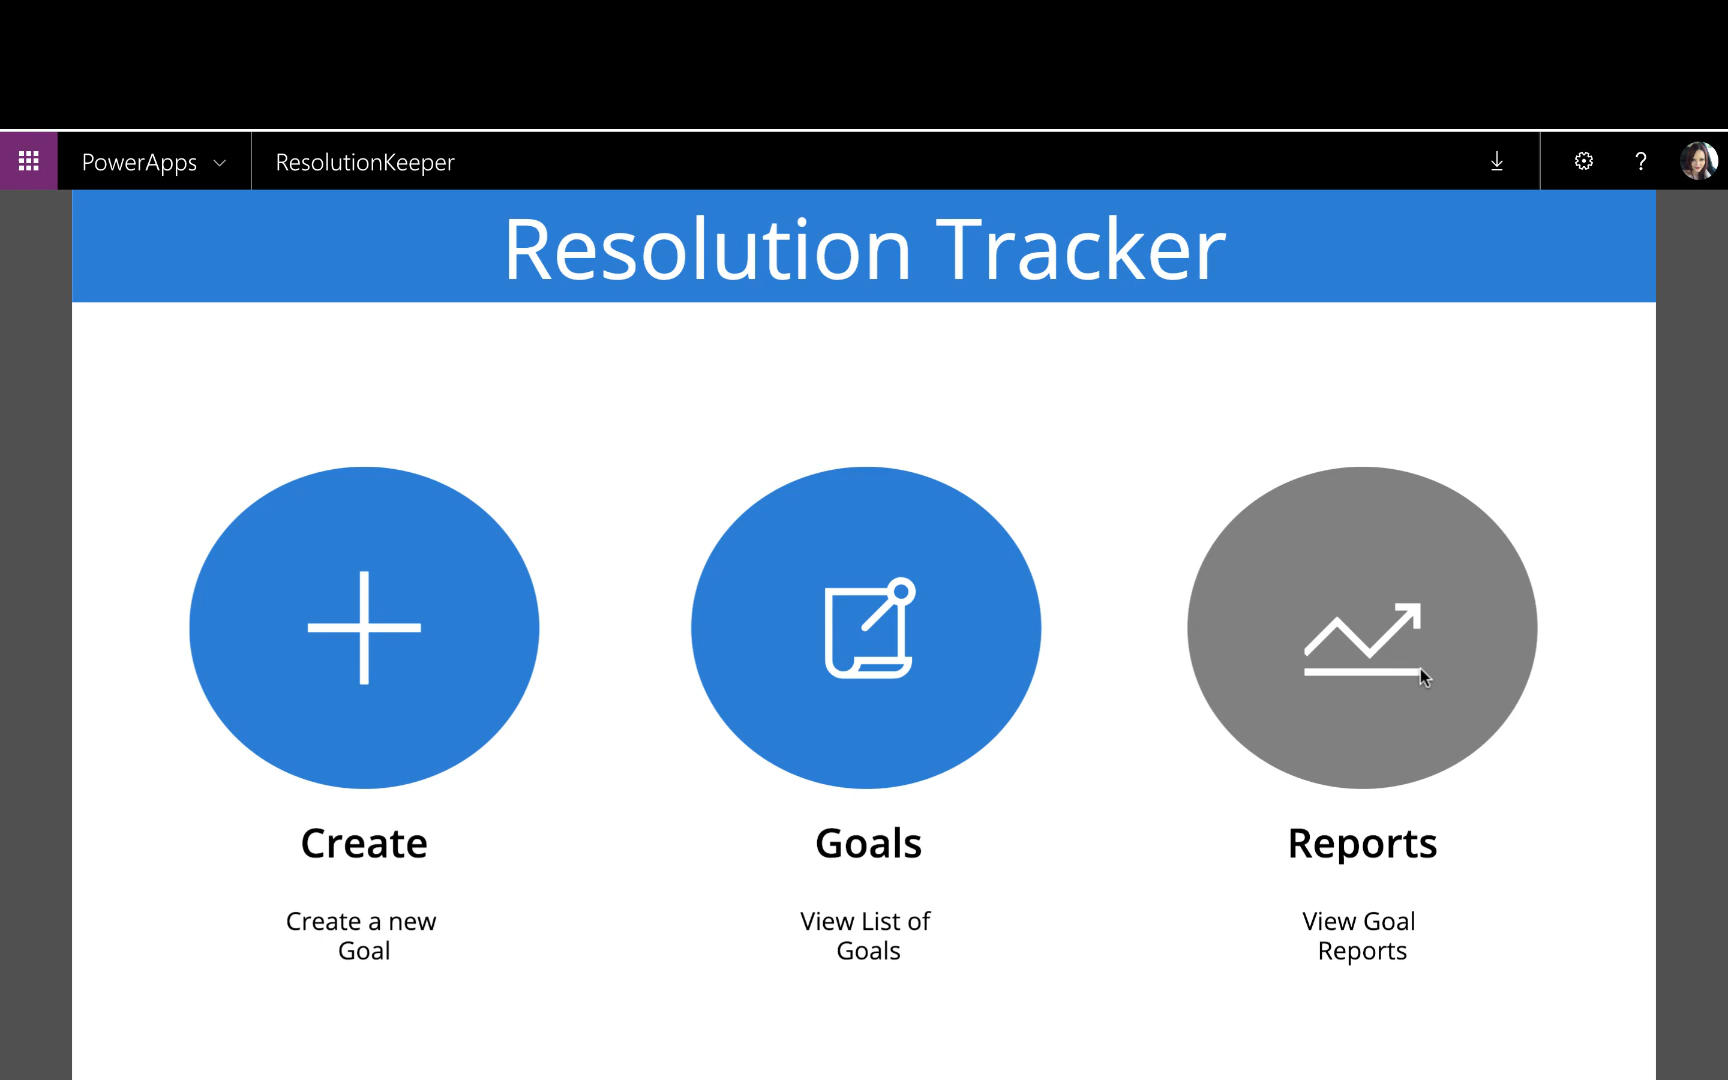 PowerApps
ResolutionKeeper
?
Resolution Tracker
Create
Goals
Reports
Create a new
Goal
View List of
Goals
View Goal
Reports